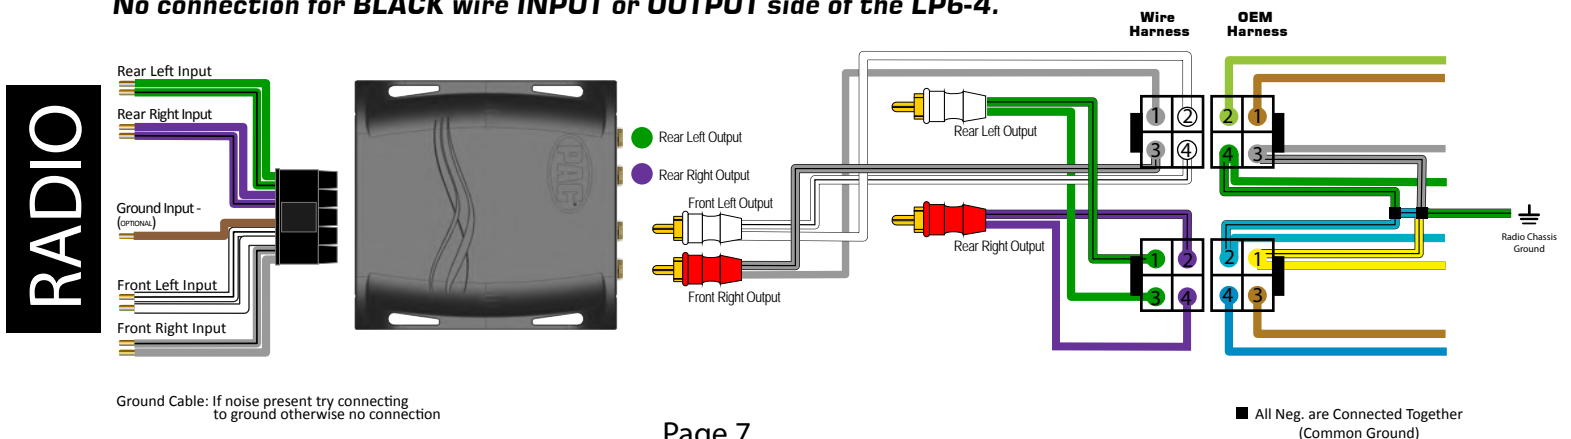 No connection for BLACK wire INPUT or OUTPUT side of the LP6-4.
Wire
Harness
OEM
Harness
RADIO
Rear Left Input
Rear Right Input
Ground Input -
(OPTIONAL)
Front Left Input
Front Right Input
PAC
Rear Left Output
Rear Right Output
Front Left Output
Front Right Output
Rear Left Output
Rear Right Output
1 2
3 4
2 1
4 3
1 2
3 4
2 1
4 3
Radio Chassis
Ground
Ground Cable: If noise present try connecting
to ground otherwise no connection
Page 7
All Neg. are Connected Together
(Common Ground)